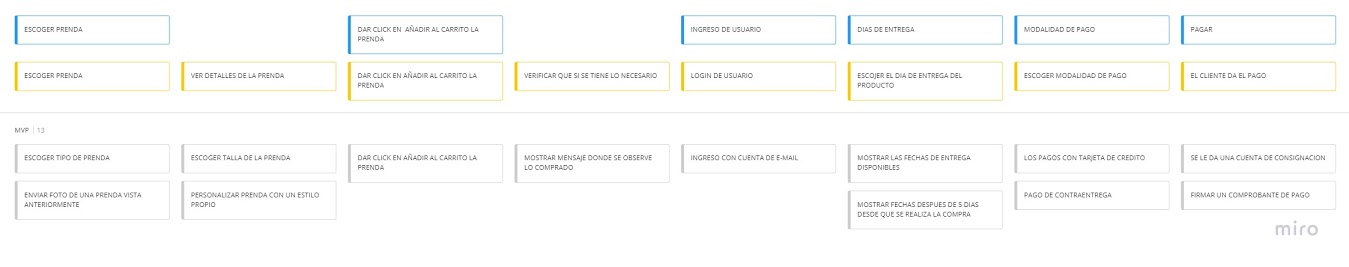 ESCOGER PRENDA
DAR CLICK EN AÑADIR AL CARRITO LA
PRENDA
INGRESO DE USUARIO
DIAS DE ENTREGA
MODALIDAD DE PAGO
PAGAR
ESCOGER PRENDA
VER DETALLES DE LA PRENDA
DAR CLICK EN AÑADIR AL CARRITO LA
PRENDA
VERIFICAR QUE SI SE TIENE LO NECESARIO
LOGIN DE USUARIO
ESCOJER EL DIA DE ENTREGA DEL
PRODUCTO
ESCOGER MODALIDAD DE PAGO
EL CLIENTE DA EL PAGO
MVP | 13
ESCOGER TIPO DE PRENDA
ESCOGER TALLA DE LA PRENDA
DAR CLICK EN AÑADIR AL CARRITO LA
PRENDA
MOSTRAR MENSAJE DONDE SE OBSERVE
LO COMPRADO
INGRESO CON CUENTA DE E-MAIL
MOSTRAR LAS FECHAS DE ENTREGA
DISPONIBLES
LOS PAGOS CON TARJETA DE CREDITO
SE LE DA UNA CUENTA DE CONSIGNACION
ENVIAR FOTO DE UNA PRENDA VISTA
ANTERIORMENTE
PERSONALIZAR PRENDA CON UN ESTILO
PROPIO
MOSTRAR FECHAS DESPUES DE 5 DIAS
DESDE QUE SE REALIZA LA COMPRA
PAGO DE CONTRAENTREGA
FIRMAR UN COMPROBANTE DE PAGO
miro